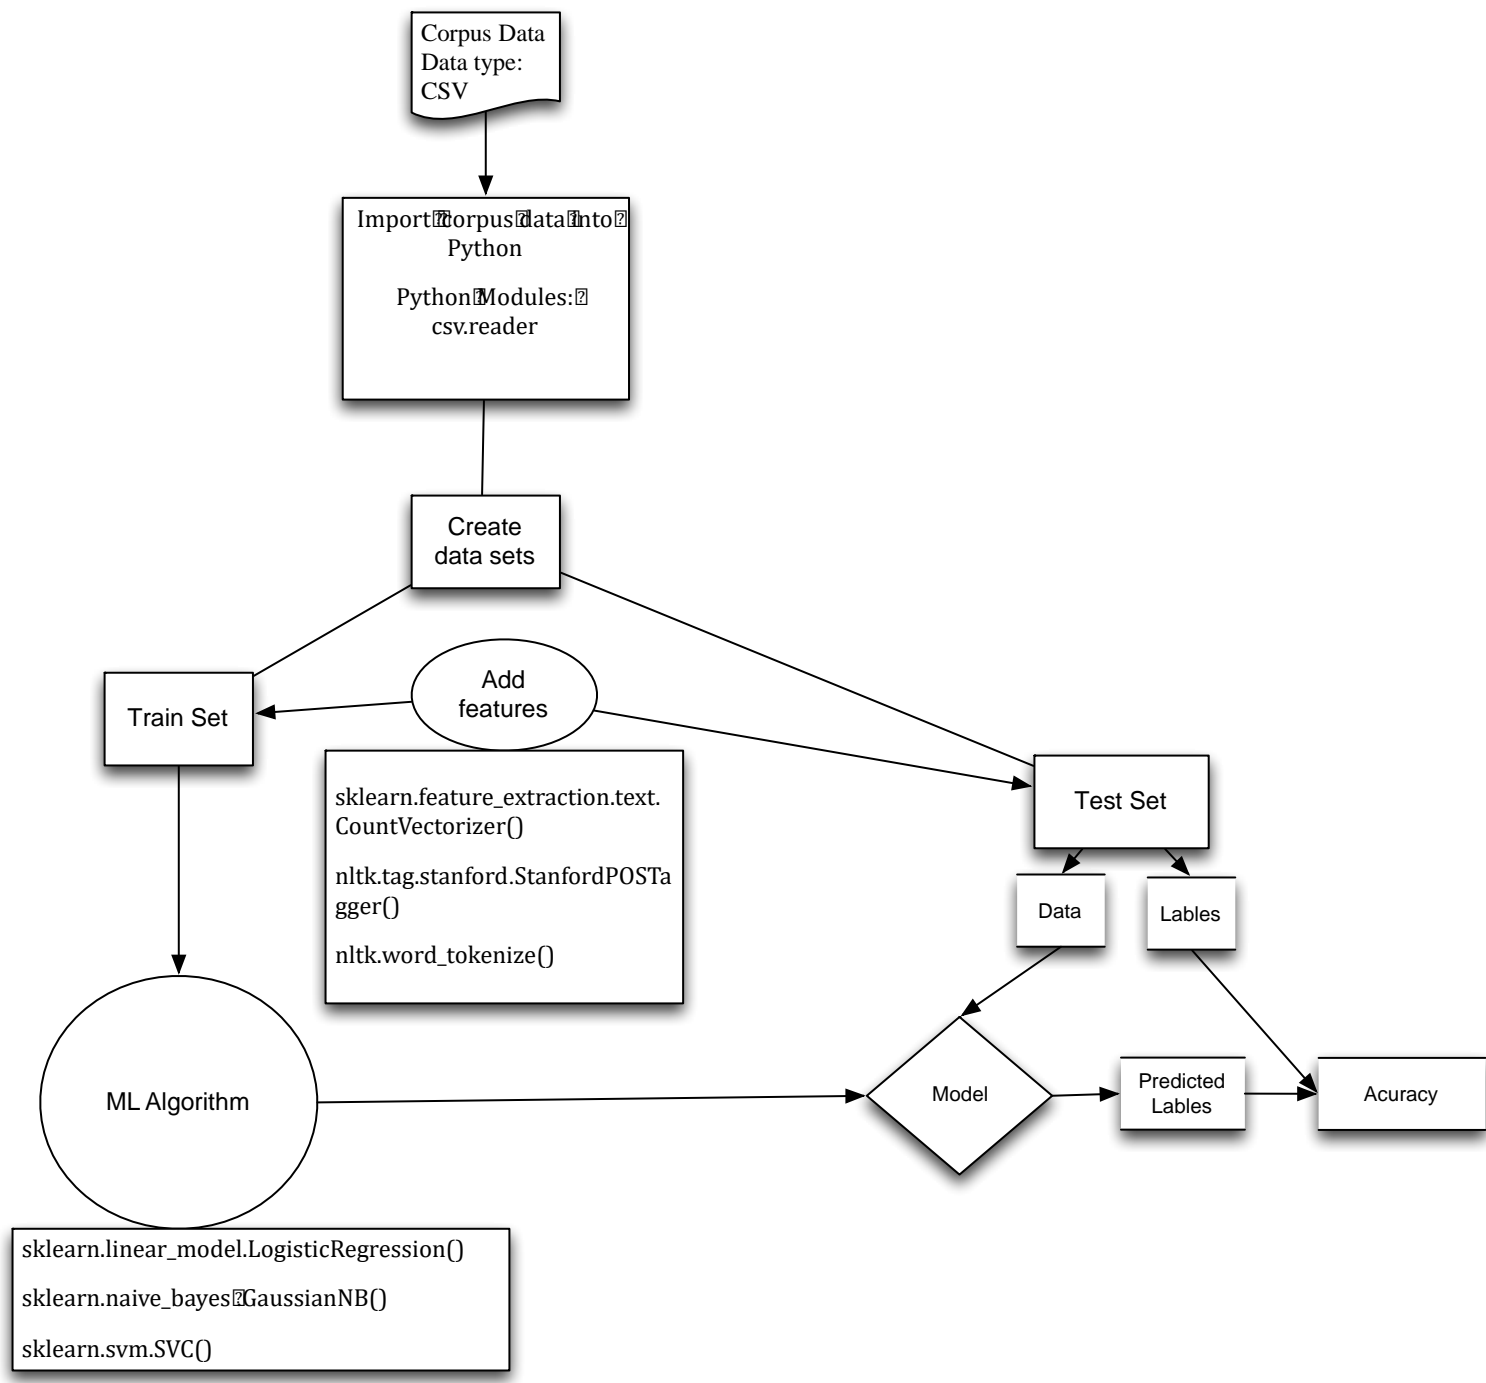 Corpus Data
Data type:
CSV
Import corpus data into
Python
Python Modules:
csv.reader
Create
data sets
Add
features
Train Set
Test Set
sklearn.feature_extraction.text.
CountVectorizer()
nltk.tag.stanford.StanfordPOSTa
gger()
nltk.word_tokenize()
Data
Lables
ML Algorithm
Model
Predicted
Lables
Acuracy
sklearn.linear_model.LogisticRegression()
sklearn.naive_bayes GaussianNB()
sklearn.svm.SVC()